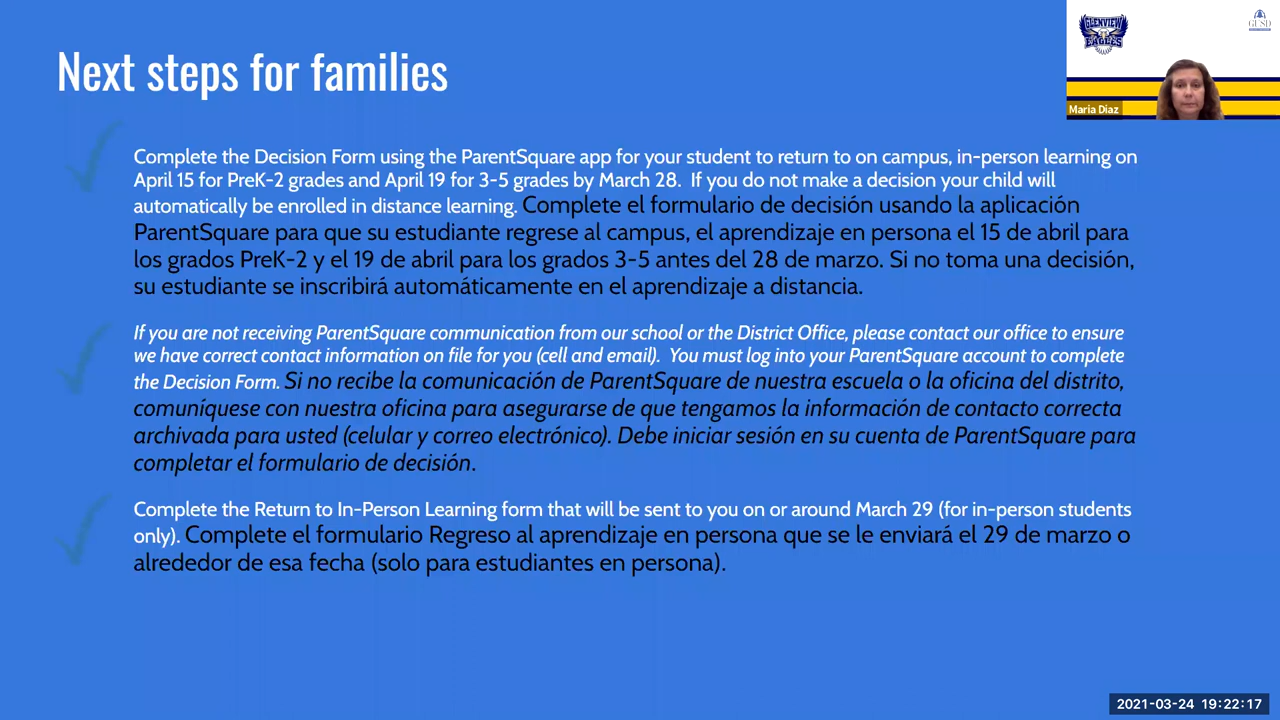 Next steps for families
GLENVIEW
EAGLES
GUSD
Maria Diaz
Complete the Decision Form using the ParentSquare app for your student to return to on campus, in-person learning on
April 15 for PreK-2 grades and April 19 for 3-5 grades by March 28.  If you do not make a decision your child will
automatically be enrolled in distance learning. Complete el formulario de decisión usando la aplicación
ParentSquare para que su estudiante regrese al campus, el aprendizaje en persona el 15 de abril para
los grados PreK-2 y el 19 de abril para los grados 3-5 antes del 28 de marzo. Si no toma una decisión,
su estudiante se inscribirá automáticamente en el aprendizaje a distancia.
If you are not receiving ParentSquare communication from our school or the District Office, please contact our office to ensure
we have correct contact information on file for you (cell and email).  You must log into your ParentSquare account to complete
the Decision Form. Si no recibe la comunicación de ParentSquare de nuestra escuela o la oficina del distrito,
comuníquese con nuestra oficina para asegurarse de que tengamos la información de contacto correcta
archivada para usted (celular y correo electrónico). Debe iniciar sesión en su cuenta de ParentSquare para
completar el formulario de decisión.
Complete the Return to In-Person Learning form that will be sent to you on or around March 29 (for in-person students
only). Complete el formulario Regreso al aprendizaje en persona que se le enviará el 29 de marzo o
alrededor de esa fecha (solo para estudiantes en persona).
2021-03-24 19:22:17